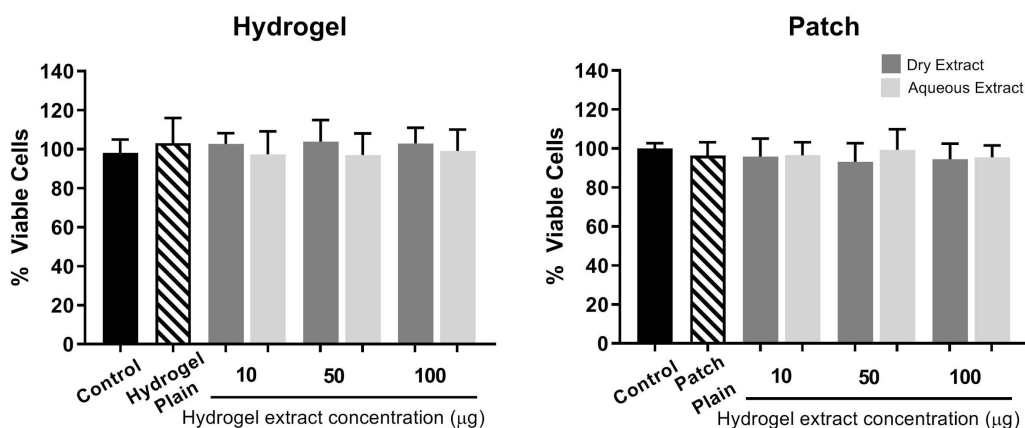 Hydrogel
% Viable Cells
140
120
100
80
60
40
20
0
Control
Hydrogel
Plain
10
50
100
Hydrogel extract concentration (μg)
Patch
Dry Extract
Aqueous Extract
% Viable Cells
140
120
100
80
60
40
20
0
Control
Patch
Plain
10
50
100
Hydrogel extract concentration (μg)